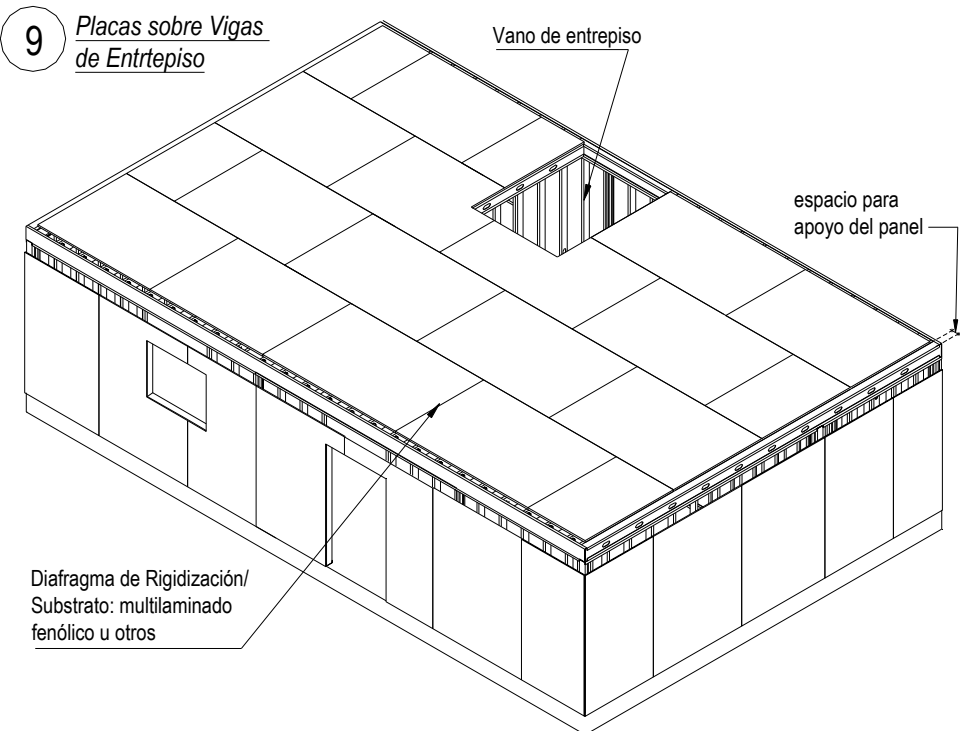 9
Placas sobre Vigas
de Entrtepiso
Vano de entrepiso
espacio para
apoyo del panel
Diafragma de Rigidización/
Substrato: multilaminado
fenólico u otros